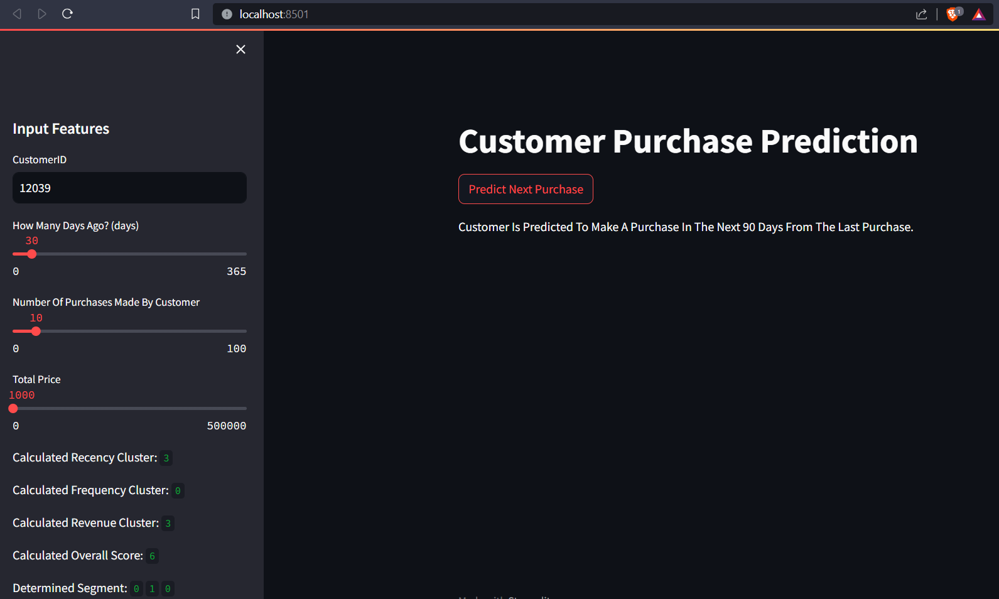 localhost:8501
1
Input Features
CustomerID
12039
How Many Days Ago? (days)
30
0 365
Number Of Purchases Made By Customer
10
0 100
Total Price
1000
0 500000
Calculated Recency Cluster: 3
Calculated Frequency Cluster: 0
Calculated Revenue Cluster: 3
Calculated Overall Score: 6
Determined Segment: 0 1 0
Customer Purchase Prediction
Predict Next Purchase
Customer Is Predicted To Make A Purchase In The Next 90 Days From The Last Purchase.